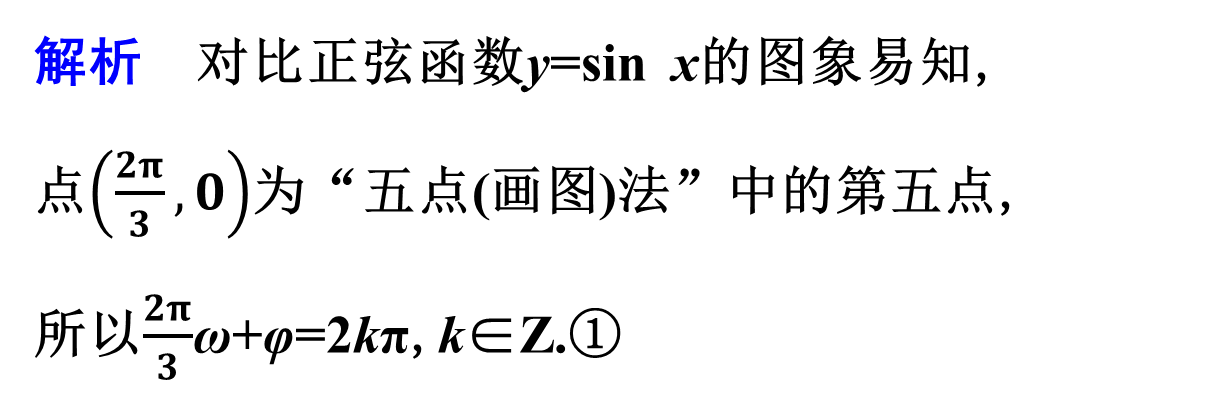 解析 对比正弦函数y=sin x的图象易知,
点(2π/3,0)为“五点(画图)法”中的第五点,
所以2π/3ω+φ=2kπ, k∈Z.①